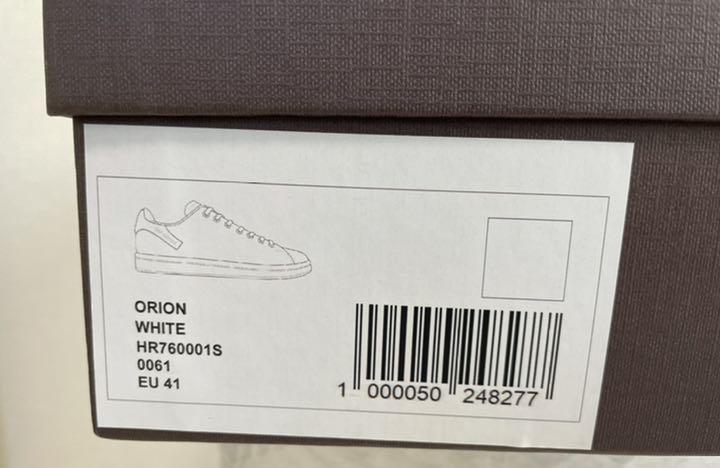 ORION
WHITE
HR760001S
0061
EU 41
1 000050 248277